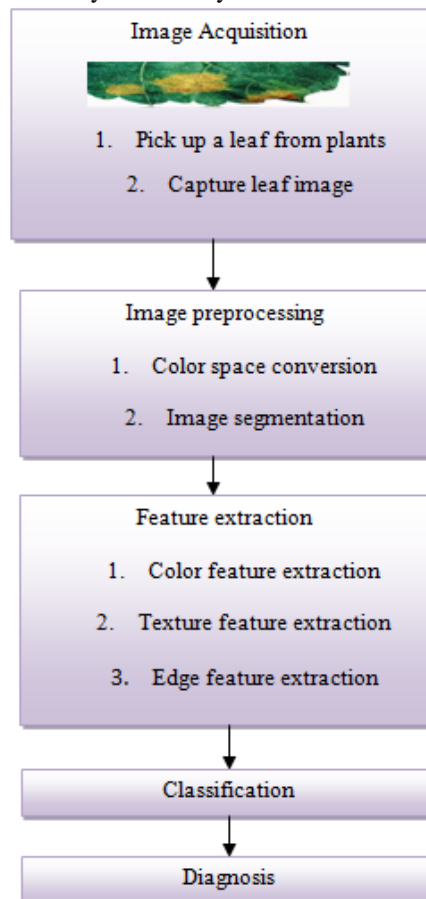 Image Acquisition
1. Pick up a leaf from plants
2. Capture leaf image
Image preprocessing
1. Color space conversion
2. Image segmentation
Feature extraction
1. Color feature extraction
2. Texture feature extraction
3. Edge feature extraction
Classification
Diagnosis